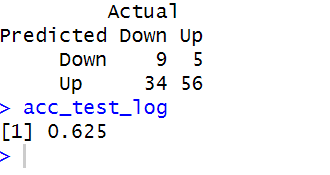 Actual
Predicted Down Up
Down 9 5
Up 34 56
> acc_test_log
[1] 0.625
>